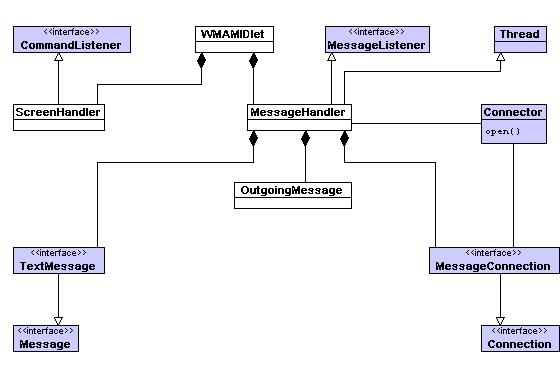 <<interface>>
CommandListener
WMAMIDlet
<<interface>>
MessageListener
Thread
ScreenHandler
MessageHandler
Connector
open()
OutgoingMessage
<<interface>>
TextMessage
<<interface>>
MessageConnection
<<interface>>
Message
<<interface>>
Connection